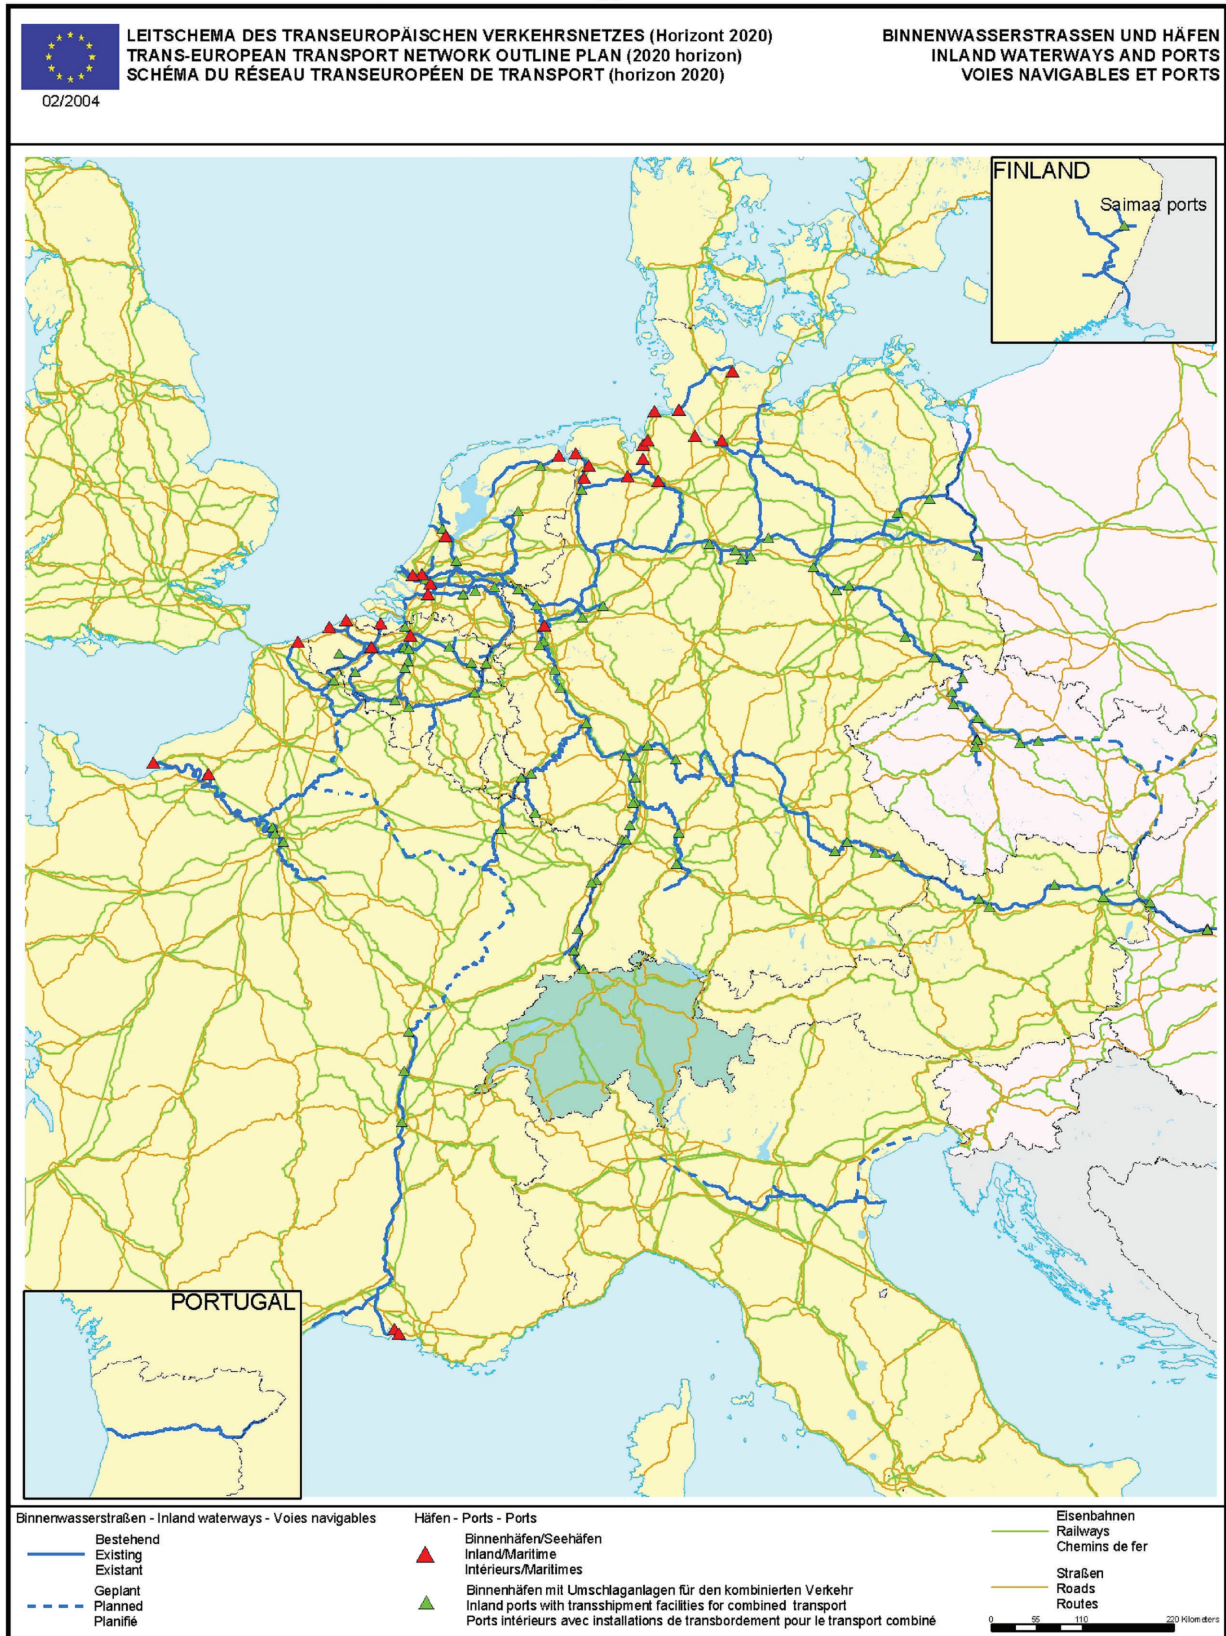 LEITSCHEMA DES TRANSEUROPÄISCHEN VERKEHRSNETZES (Horizont 2020)
TRANS-EUROPEAN TRANSPORT NETWORK OUTLINE PLAN (2020 horizon)
SCHÉMA DU RÉSEAU TRANSEUROPÉEN DE TRANSPORT (horizon 2020)
02/2004
BINNENWASSERSTRASSEN UND HÄFEN
INLAND WATERWAYS AND PORTS
VOIES NAVIGABLES ET PORTS
FINLAND
Saimaa ports
PORTUGAL
Binnenwasserstraßen - Inland waterways - Voies navigables
Bestehend
Existing
Existant
Geplant
Planned
Planifié
Häfen - Ports - Ports
Binnenhäfen/Seehäfen
Inland/Maritime
Intérieurs/Maritimes
Binnenhäfen mit Umschlaganlagen für den kombinierten Verkehr
Inland ports with transshipment facilities for combined transport
Ports intérieurs avec installations de transbordement pour le transport combiné
Eisenbahnen
Railways
Chemins de fer
Straßen
Roads
Routes
0 55 110 220 Kilometers